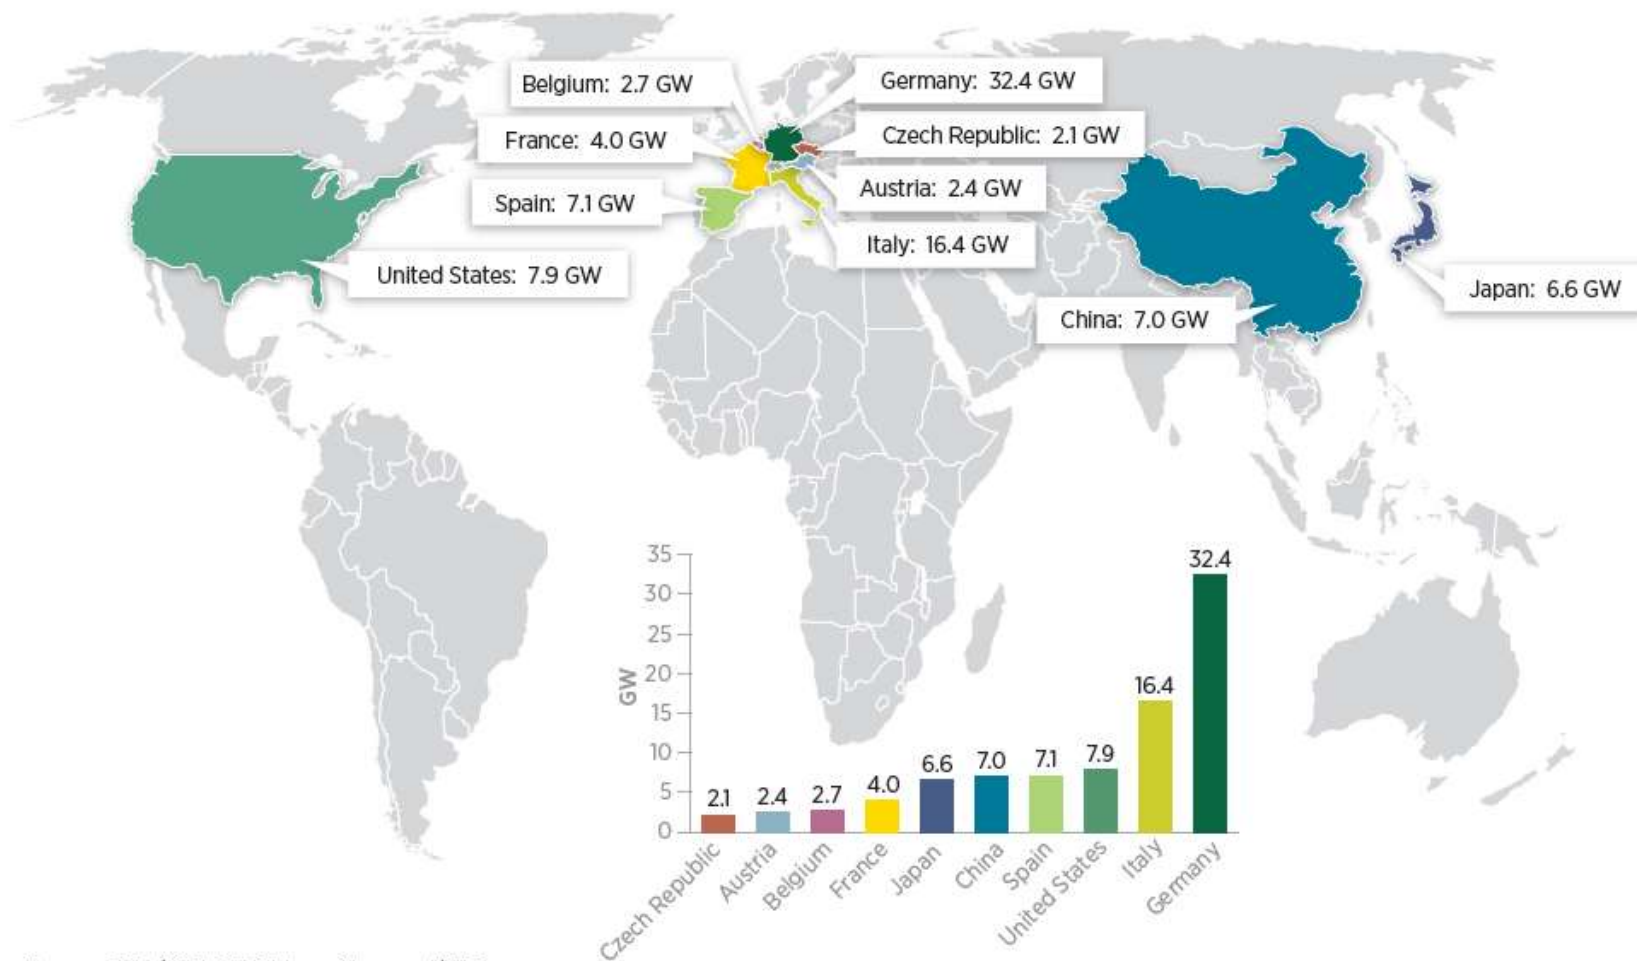 Belgium: 2.7 GW
Germany: 32.4 GW
France: 4.0 GW
Czech Republic: 2.1 GW
Spain: 7.1 GW
Austria: 2.4 GW
Italy: 16.4 GW
United States: 7.9 GW
China: 7.0 GW
Japan: 6.6 GW
GW
35
30
25
20
15
10
5
0
2.1
2.4
2.7
4.0
6.6
7.0
7.1
7.9
16.4
32.4
Czech Republic
Austria
Belgium
France
Japan
China
Spain
United States
Italy
Germany